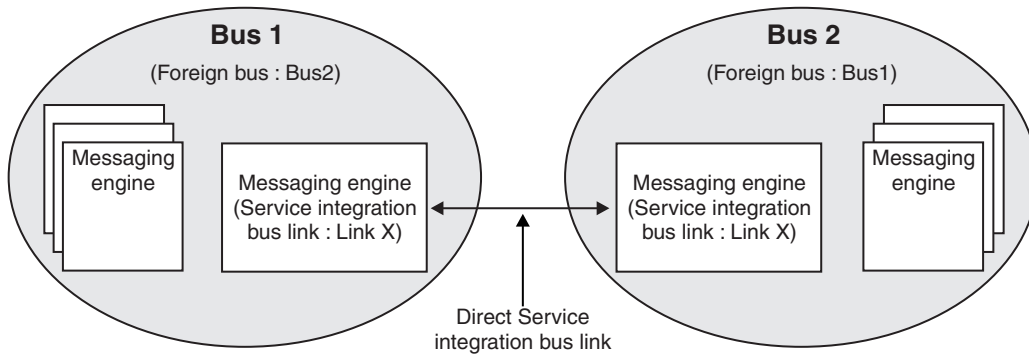 Bus 1
(Foreign bus : Bus2)
Messaging
engine
Messaging engine
(Service integration
bus link : Link X)
Bus 2
(Foreign bus : Bus1)
Messaging engine
(Service integration
bus link : Link X)
Messaging
engine
Direct Service
integration bus link